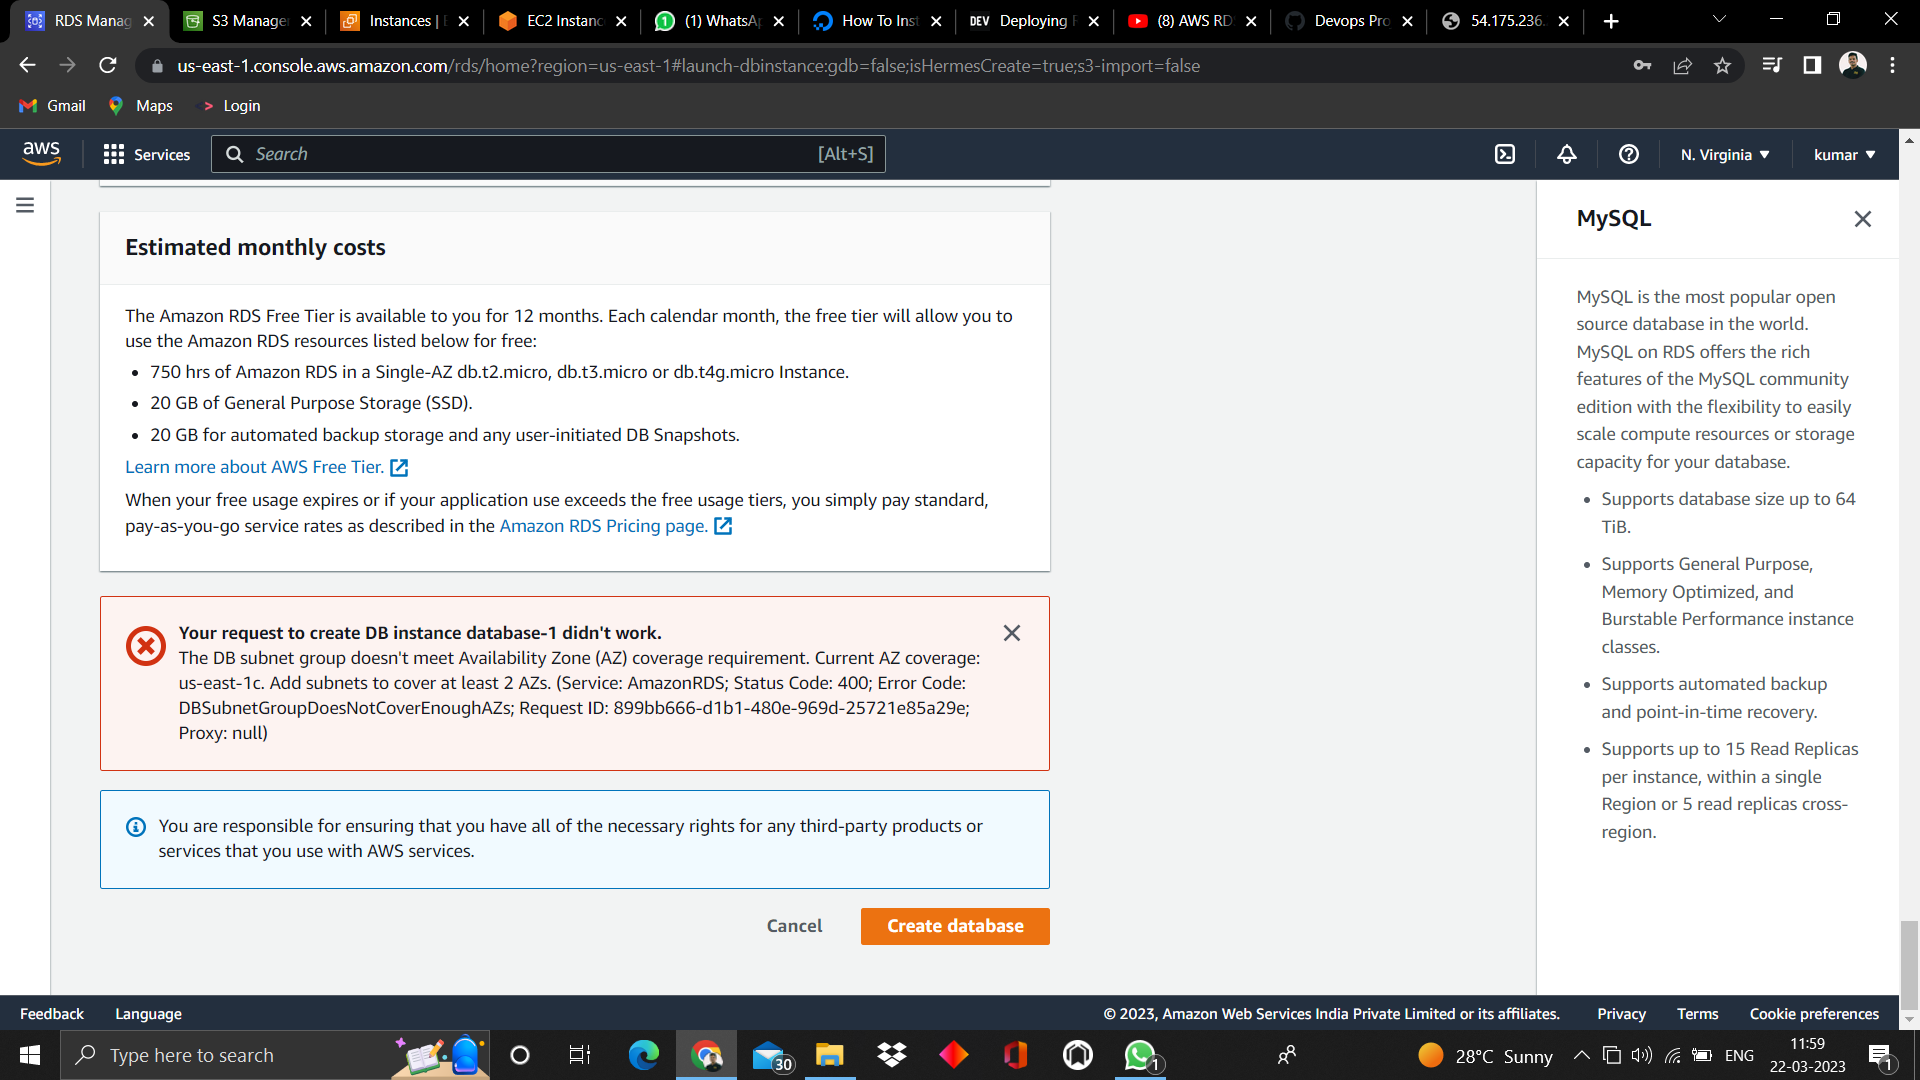 RDS Manag
S3 Manage
Instances | E
EC2 Instanc
(1) WhatsAp
How To Inst
DEV Deploying F
(8) AWS RD
Devops Pro
54.175.236.
us-east-1.console.aws.amazon.com/rds/home?region=us-east-1#launch-dbinstance:gdb=false;isHermesCreate=true;s3-import=false
Gmail Maps Login
aws Services Search [Alt+S] N. Virginia kumar
Estimated monthly costs
The Amazon RDS Free Tier is available to you for 12 months. Each calendar month, the free tier will allow you to
use the Amazon RDS resources listed below for free:
750 hrs of Amazon RDS in a Single-AZ db.t2.micro, db.t3.micro or db.t4g.micro Instance.
20 GB of General Purpose Storage (SSD).
20 GB for automated backup storage and any user-initiated DB Snapshots.
Learn more about AWS Free Tier.
When your free usage expires or if your application use exceeds the free usage tiers, you simply pay standard,
pay-as-you-go service rates as described in the Amazon RDS Pricing page.
Your request to create DB instance database-1 didn't work.
The DB subnet group doesn't meet Availability Zone (AZ) coverage requirement. Current AZ coverage:
us-east-1c. Add subnets to cover at least 2 AZs. (Service: AmazonRDS; Status Code: 400; Error Code:
DBSubnetGroupDoesNotCoverEnoughAZs; Request ID: 899bb666-d1b1-480e-969d-25721e85a29e;
Proxy: null)
You are responsible for ensuring that you have all of the necessary rights for any third-party products or
services that you use with AWS services.
Cancel Create database
MySQL
MySQL is the most popular open
source database in the world.
MySQL on RDS offers the rich
features of the MySQL community
edition with the flexibility to easily
scale compute resources or storage
capacity for your database.
Supports database size up to 64
TiB.
Supports General Purpose,
Memory Optimized, and
Burstable Performance instance
classes.
Supports automated backup
and point-in-time recovery.
Supports up to 15 Read Replicas
per instance, within a single
Region or 5 read replicas cross-
region.
Feedback Language © 2023, Amazon Web Services India Private Limited or its affiliates. Privacy Terms Cookie preferences
Type here to search 30 1 28°C Sunny ENG 11:59
22-03-2023 1